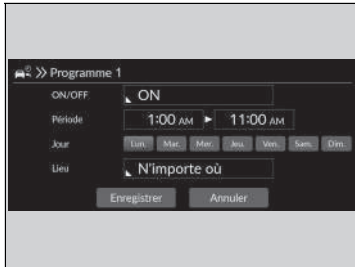 Programme 1
ON/OFF ON
Période 1:00 AM ► 11:00 AM
Jour Lun. Mar. Mer. Jeu. Ven. Sam. Dim.
Lieu N'importe où
Enregistrer Annuler